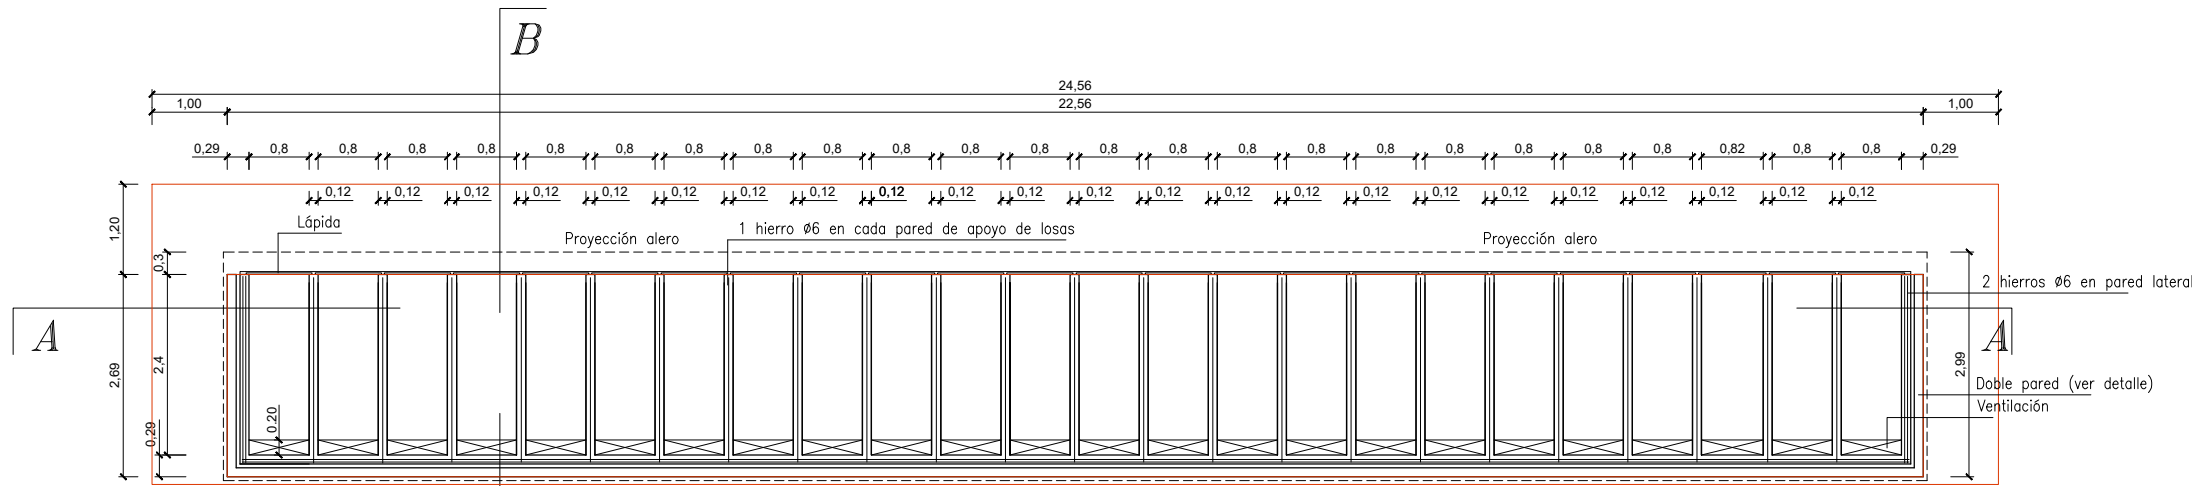 B
24,56
1,00 22,56 1,00
0,29 0,8 0,8 0,8 0,8 0,8 0,8 0,8 0,8 0,8 0,8 0,8 0,8 0,8 0,8 0,8 0,8 0,8 0,8 0,8 0,8 0,8 0,82 0,8 0,8 0,29
0,12 0,12 0,12 0,12 0,12 0,12 0,12 0,12 0,12 0,12 0,12 0,12 0,12 0,12 0,12 0,12 0,12 0,12 0,12 0,12 0,12 0,12 0,12
Lápida
1 hierro ø6 en cada pared de apoyo de losas
Proyección alero
Proyección alero
1,20
0,3
2 hierros ø6 en pared lateral
A
A
2,69
2,4
2,99
Doble pared (ver detalle)
Ventilación
0,29
0.20